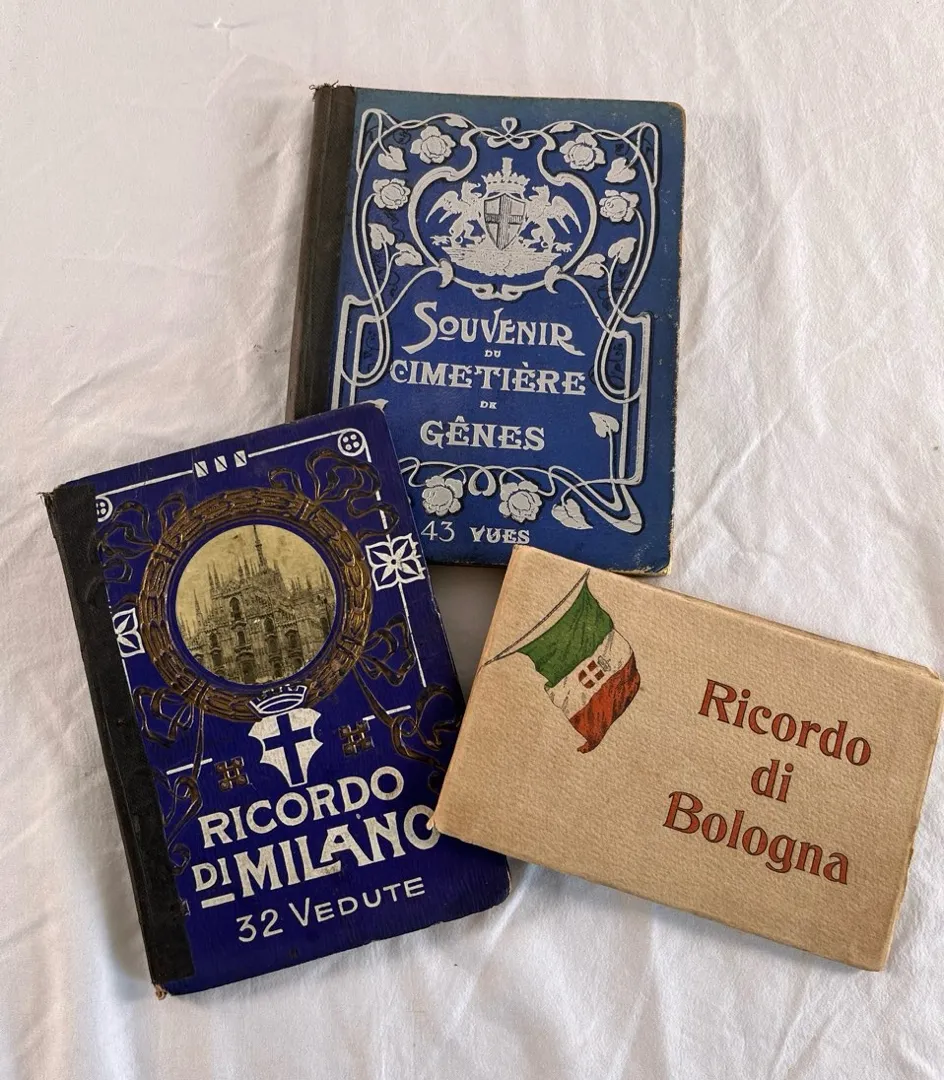 SOUVENIR
DU
CIMETIÈRE
DE
GÊNES
43 VUES
RICORDO
DI MILANO
32 VEDUTE
Ricordo
di
Bologna